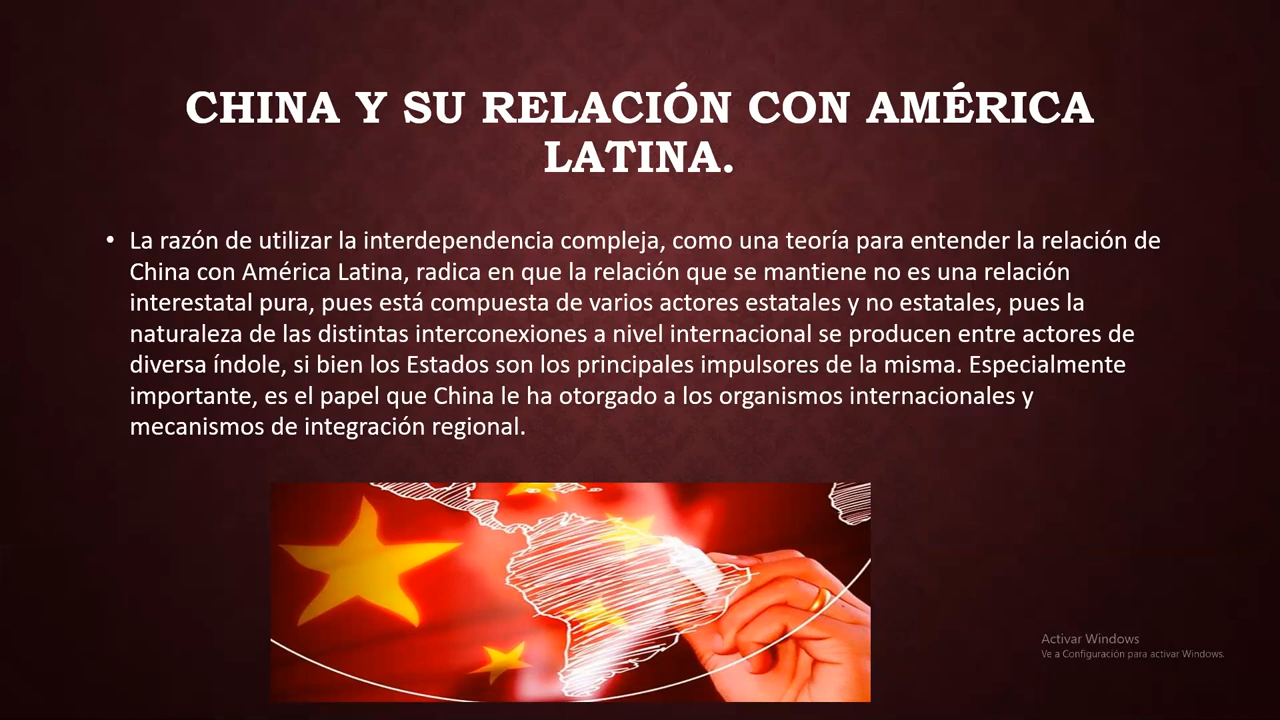 CHINA Y SU RELACIÓN CON AMÉRICA
LATINA.
• La razón de utilizar la interdependencia compleja, como una teoría para entender la relación de
China con América Latina, radica en que la relación que se mantiene no es una relación
interestatal pura, pues está compuesta de varios actores estatales y no estatales, pues la
naturaleza de las distintas interconexiones a nivel internacional se producen entre actores de
diversa índole, si bien los Estados son los principales impulsores de la misma. Especialmente
importante, es el papel que China le ha otorgado a los organismos internacionales y
mecanismos de integración regional.
Activar Windows
Ve a Configuración para activar Windows.